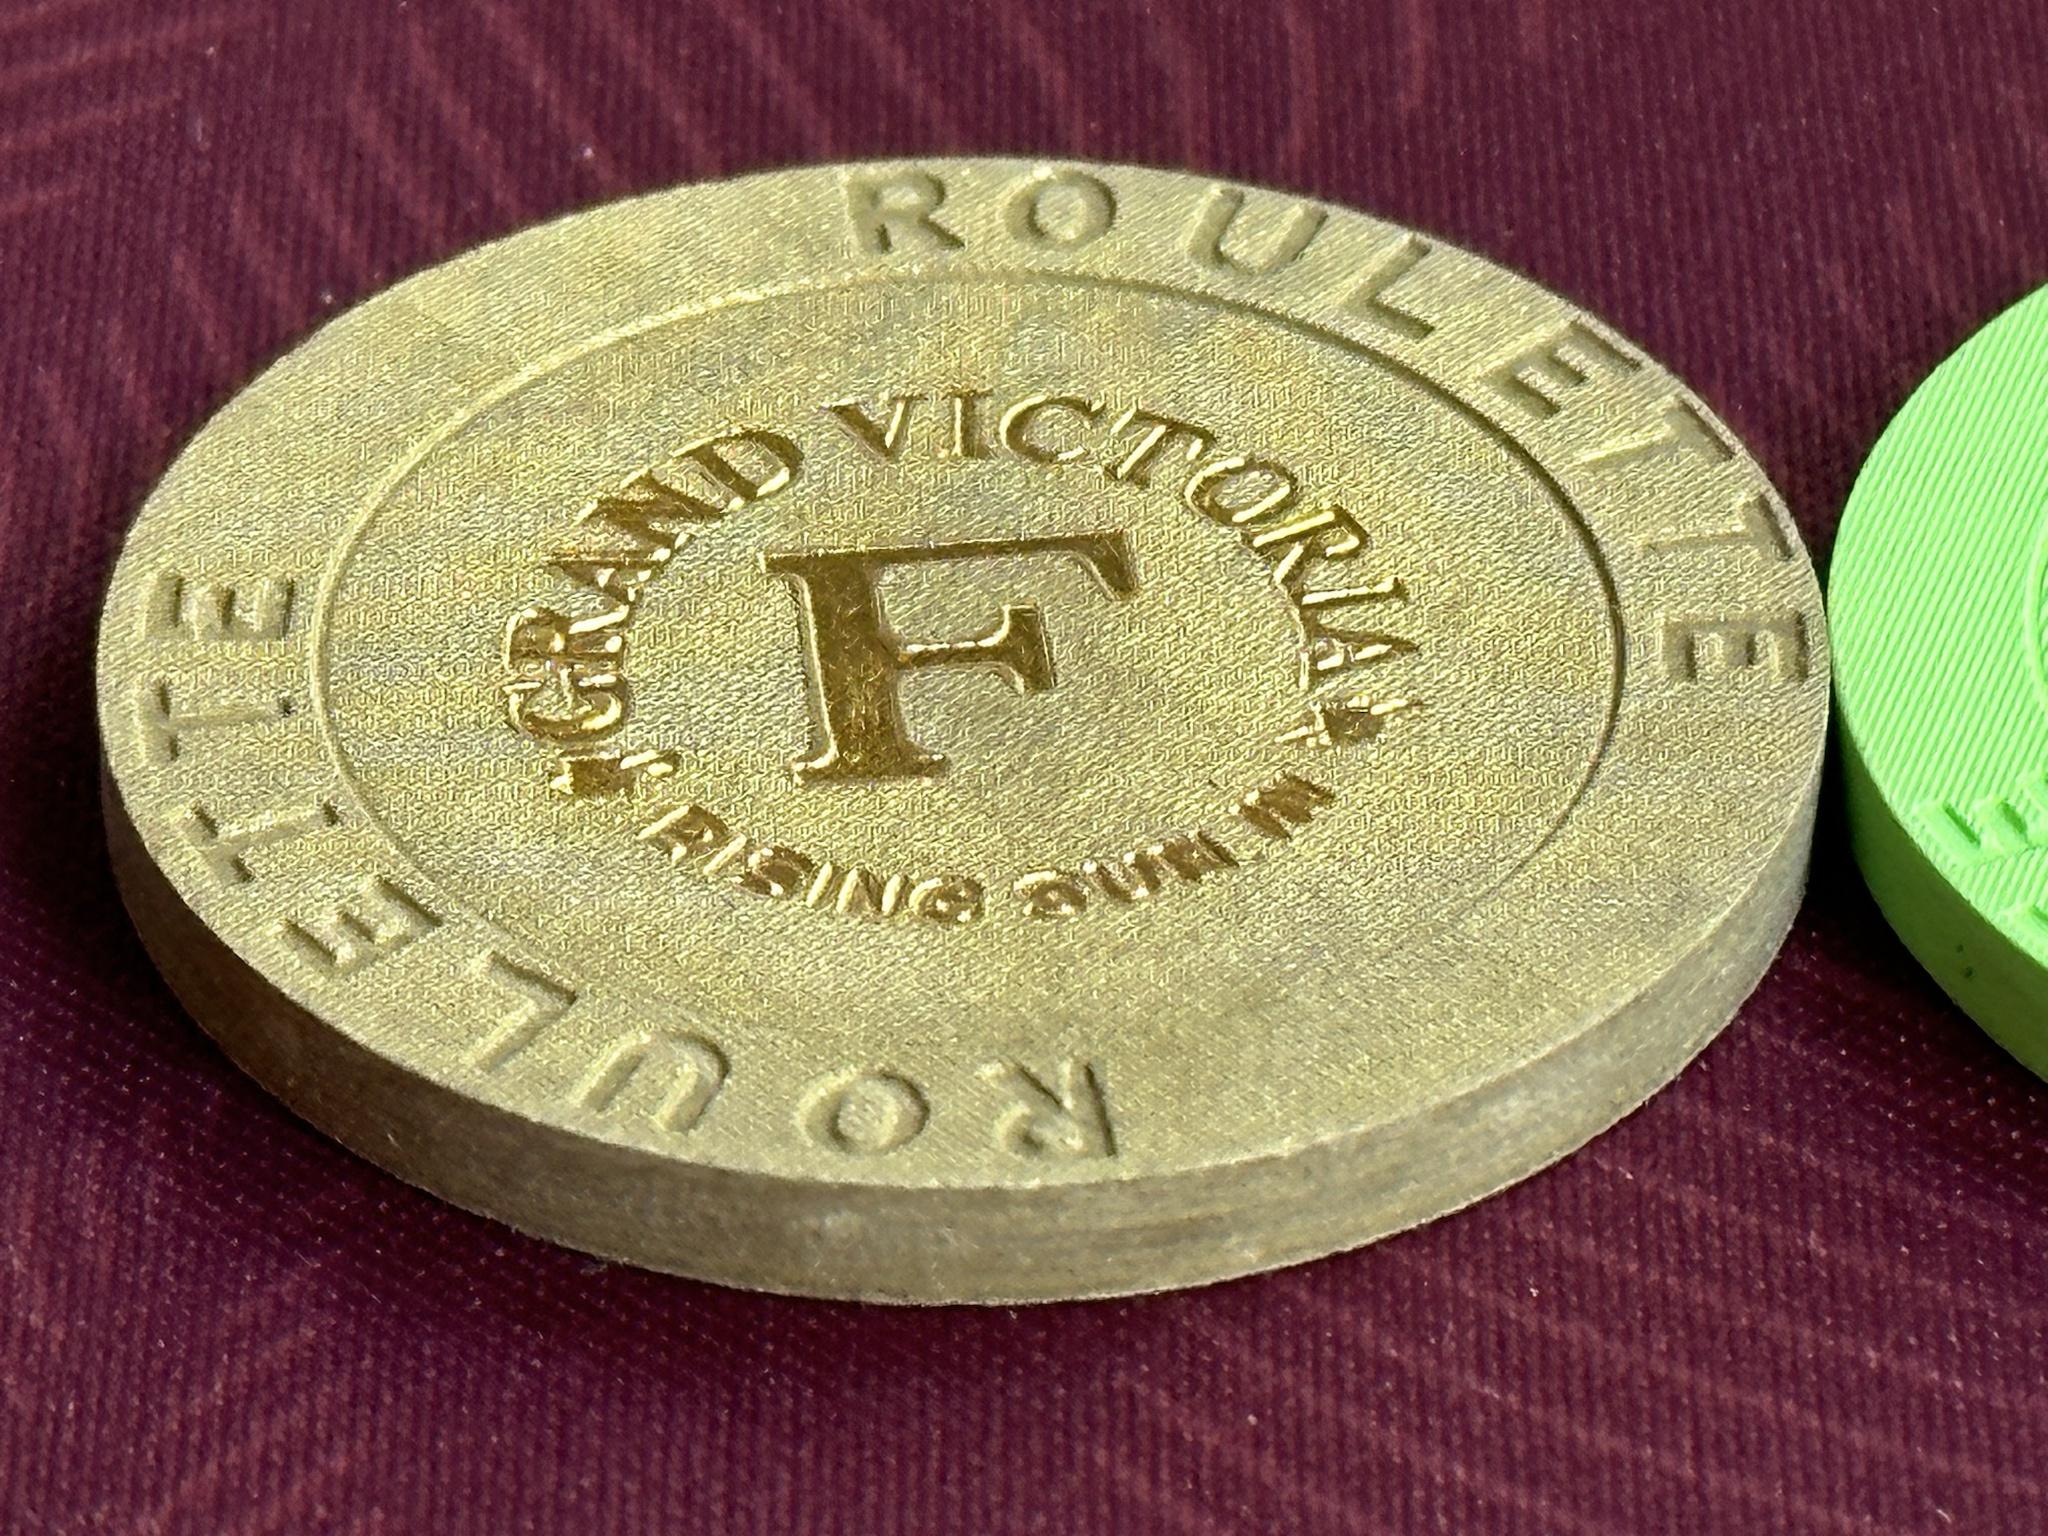 ROULETTE
GRAND VICTORIA
F
RISING SUN, IN
ROULETTE